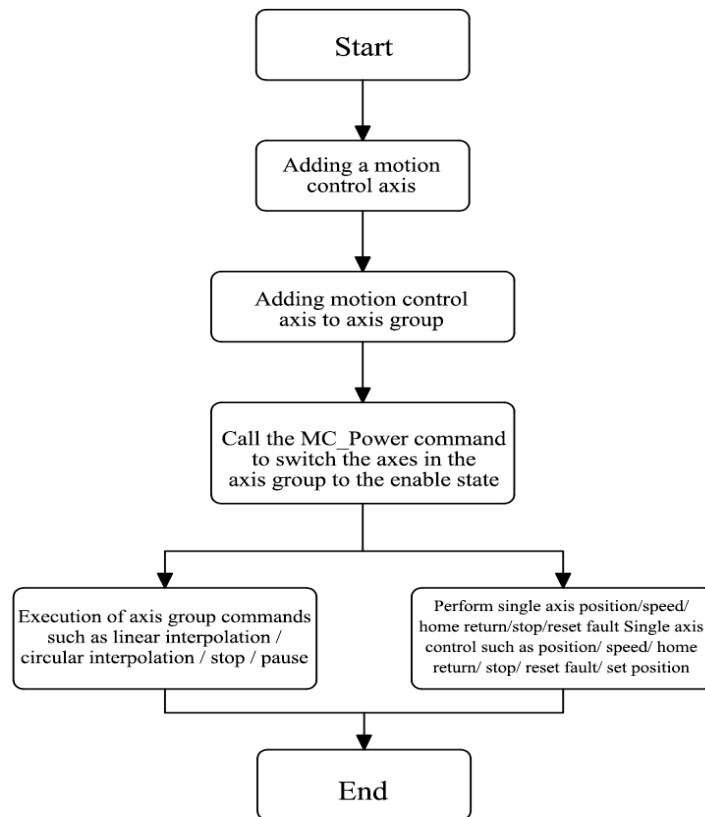 Start
Adding a motion
control axis
Adding motion control
axis to axis group
Call the MC_Power command
to switch the axes in the
axis group to the enable state
Execution of axis group commands
such as linear interpolation /
circular interpolation / stop / pause
Perform single axis position/speed/
home return/stop/reset fault Single axis
control such as position/ speed/ home
return/ stop/ reset fault/ set position
End